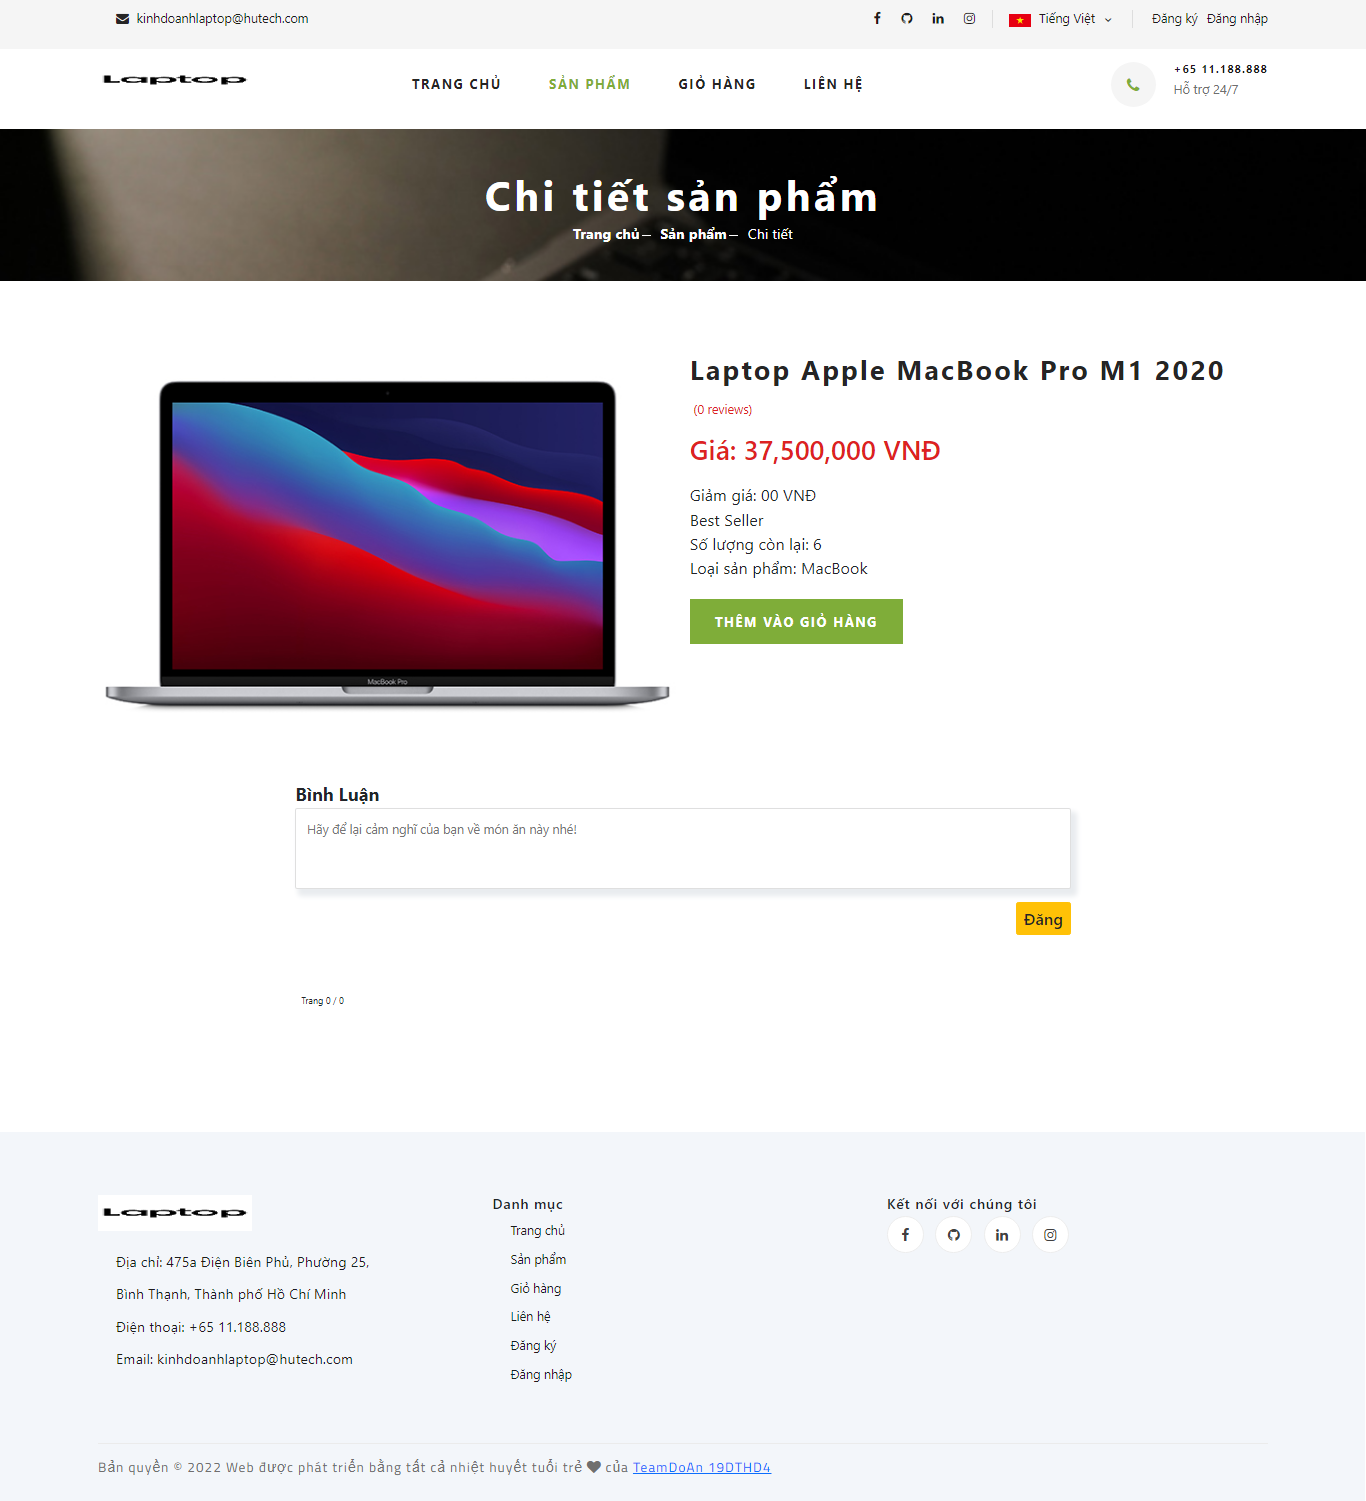 kinhdoanhlaptop@hutech.com
Tiếng Việt
Đăng ký Đăng nhập
Laptop
TRANG CHỦ SẢN PHẨM GIỎ HÀNG LIÊN HỆ
+65 11.188.888
Hỗ trợ 24/7
Chi tiết sản phẩm
Trang chủ— Sản phẩm— Chi tiết
MacBook Pro
Laptop Apple MacBook Pro M1 2020
(0 reviews)
Giá: 37,500,000 VNĐ
Giảm giá: 00 VNĐ
Best Seller
Số lượng còn lại: 6
Loại sản phẩm: MacBook
THÊM VÀO GIỎ HÀNG
Bình Luận
Hãy để lại cảm nghĩ của bạn về món ăn này nhé!
Đăng
Trang 0 / 0
Laptop
Địa chỉ: 475a Điện Biên Phủ, Phường 25,
Bình Thạnh, Thành phố Hồ Chí Minh
Điện thoại: +65 11.188.888
Email: kinhdoanhlaptop@hutech.com
Danh mục
Trang chủ
Sản phẩm
Giỏ hàng
Liên hệ
Đăng ký
Đăng nhập
Kết nối với chúng tôi
Bản quyền © 2022 Web được phát triển bằng tất cả nhiệt huyết tuổi trẻ ♥ của TeamDoAn 19DTHD4